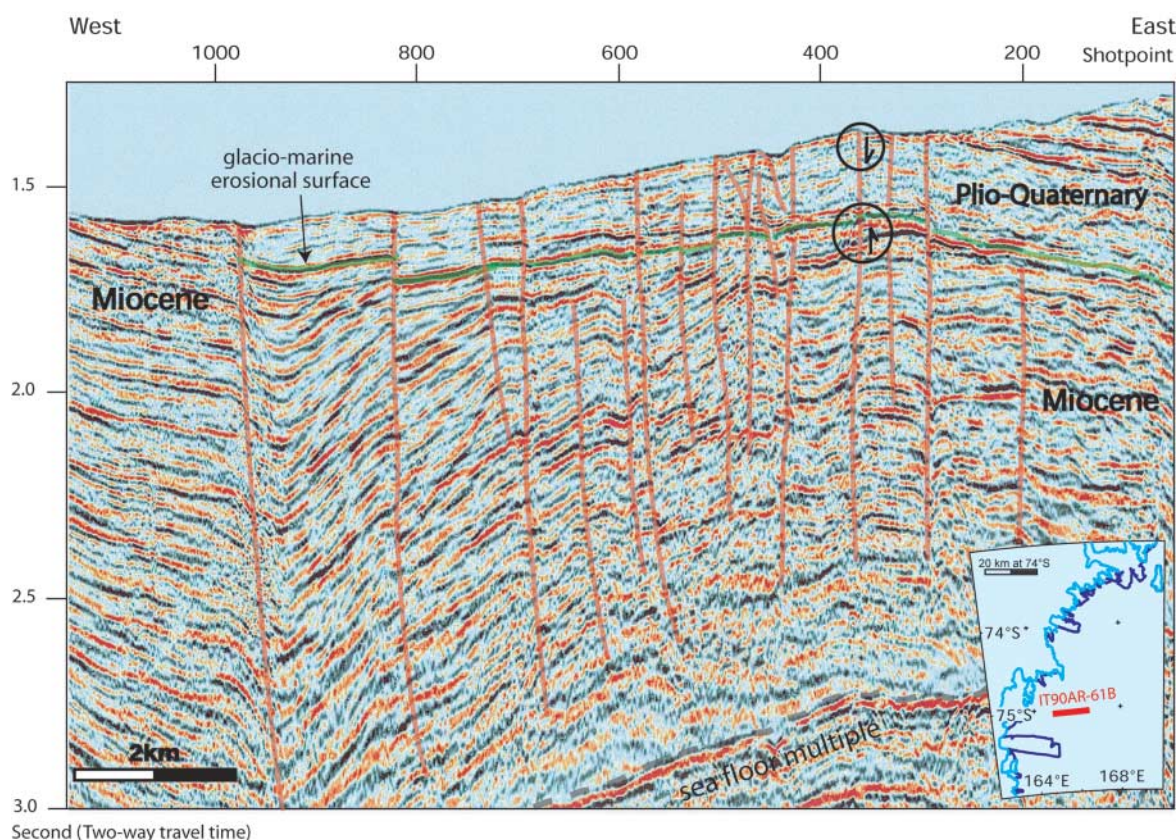 West
East
1000
800
600
400
200
Shotpoint
glacio-marine
erosional surface
1.5
Plio-Quaternary
Miocene
2.0
Miocene
2.5
20 km at 74°S
74°S
IT90AR-61B
75°S
2km
sea floor multiple
164°E
168°E
3.0
Second (Two-way travel time)